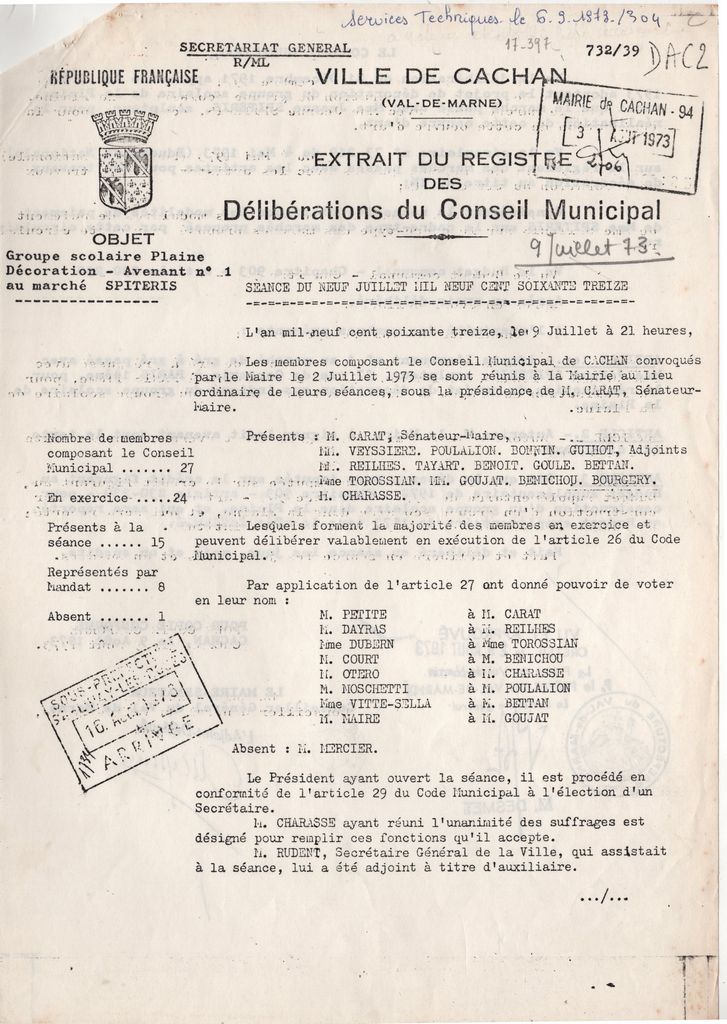 Services Techniques le 6.9.1973./304
SECRETARIAT GENERAL
R/ML
17-397
732/39
DAC2
RÉPUBLIQUE FRANÇAISE
VILLE DE CACHAN
(VAL-DE-MARNE)
MAIRIE de CACHAN - 94
3 AOUT 1973
2706
EXTRAIT DU REGISTRE
DES
Délibérations du Conseil Municipal
9 Juillet 73.
OBJET
Groupe scolaire Plaine
Décoration - Avenant n° 1
au marché SPITERIS
SEANCE DU NEUF JUILLET MIL NEUF CENT SOIXANTE TREIZE
L'an mil-neuf cent soixante treize, le 9 Juillet à 21 heures,
Les membres composant le Conseil Municipal de CACHAN convoqués
par le Maire le 2 Juillet 1973 se sont réunis à la Mairie au lieu
ordinaire de leurs séances, sous la présidence de M. CARAT, Sénateur-
Maire.
Nombre de membres
composant le Conseil
Municipal ....... 27
En exercice .....24
Présents à la
séance ...... 15
Représentés par
Mandat ....... 8
Absent ....... 1
Présents : M. CARAT, Sénateur-Maire,
MM. VEYSSIERE. POULALION. BONNIN. GUIHOT, Adjoints
MM. REILHES. TAYART. BENOIT. GOULE. BETTAN.
Mme TOROSSIAN. MM. GOUJAT. BENICHOU. BOURGERY.
M. CHARASSE.
Lesquels forment la majorité des membres en exercice et
peuvent délibérer valablement en exécution de l'article 26 du Code
Municipal.
Par application de l'article 27 ont donné pouvoir de voter
en leur nom :
M. PETITE à M. CARAT
M. DAYRAS à M. REILHES
Mme DUBERN à Mme TOROSSIAN
M. COURT à M. BENICHOU
M. OTERO à M. CHARASSE
M. MOSCHETTI à M. POULALION
Mme VITTE-SELLA à M. BETTAN
M. MAIRE à M. GOUJAT
SOUS-PREFECTURE
16. AOUT 1973
ARRIVEE
Absent : M. MERCIER.
Le Président ayant ouvert la séance, il est procédé en
conformité de l'article 29 du Code Municipal à l'élection d'un
Secrétaire.
M. CHARASSE ayant réuni l'unanimité des suffrages est
désigné pour remplir ces fonctions qu'il accepte.
M. RUDENT, Secrétaire Général de la Ville, qui assistait
à la séance, lui a été adjoint à titre d'auxiliaire.
.../...